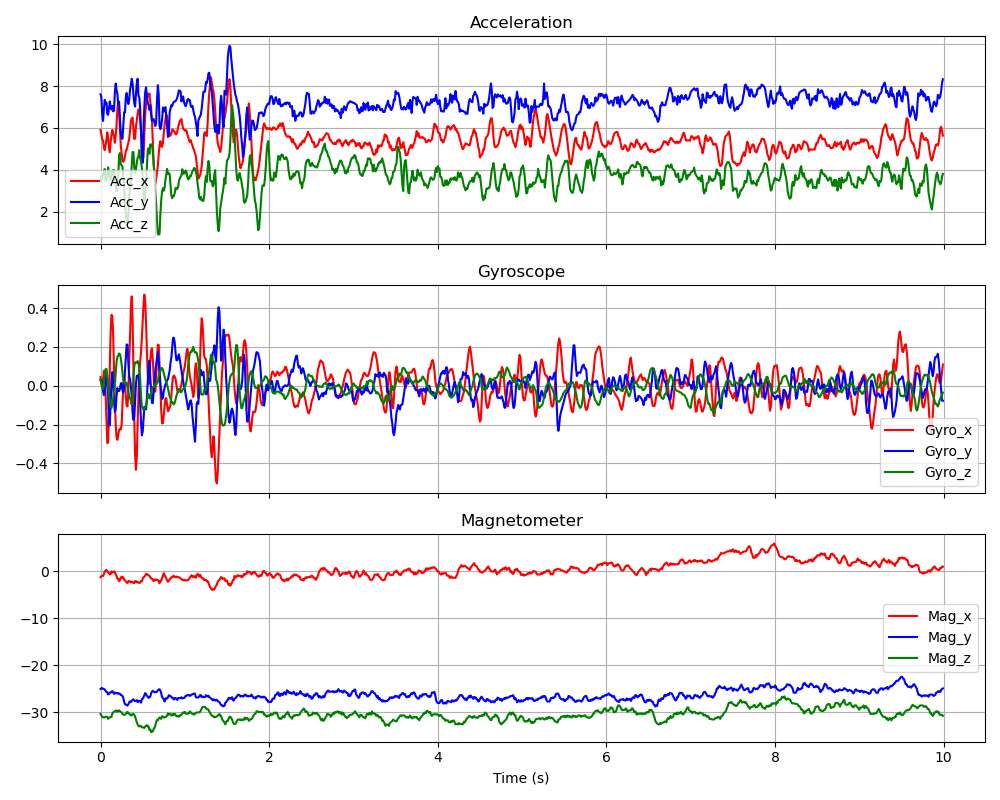 Acceleration
10
8
6
4
2
Acc_x
Acc_y
Acc_z
Gyroscope
0.4
0.2
0.0
−0.2
−0.4
Gyro_x
Gyro_y
Gyro_z
Magnetometer
0
−10
−20
−30
Mag_x
Mag_y
Mag_z
0 2 4 6 8 10
Time (s)